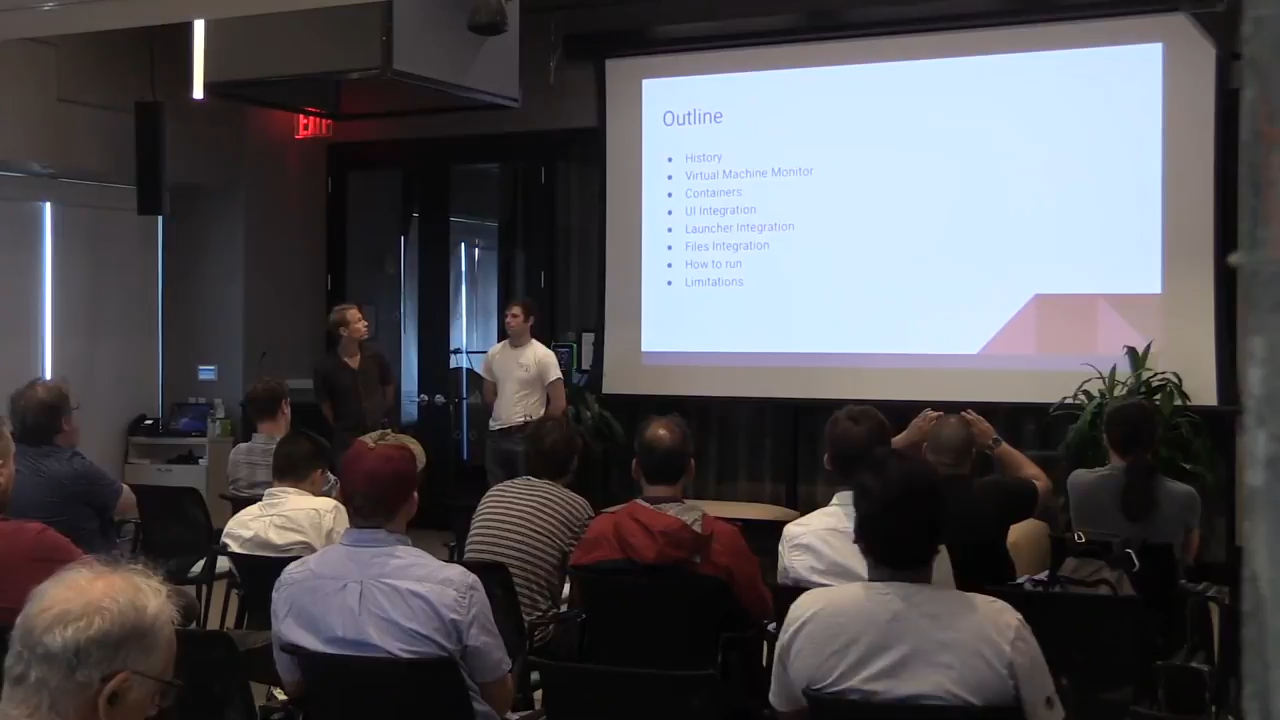 EXIT
Outline
• History
• Virtual Machine Monitor
• Containers
• UI Integration
• Launcher Integration
• Files Integration
• How to run
• Limitations